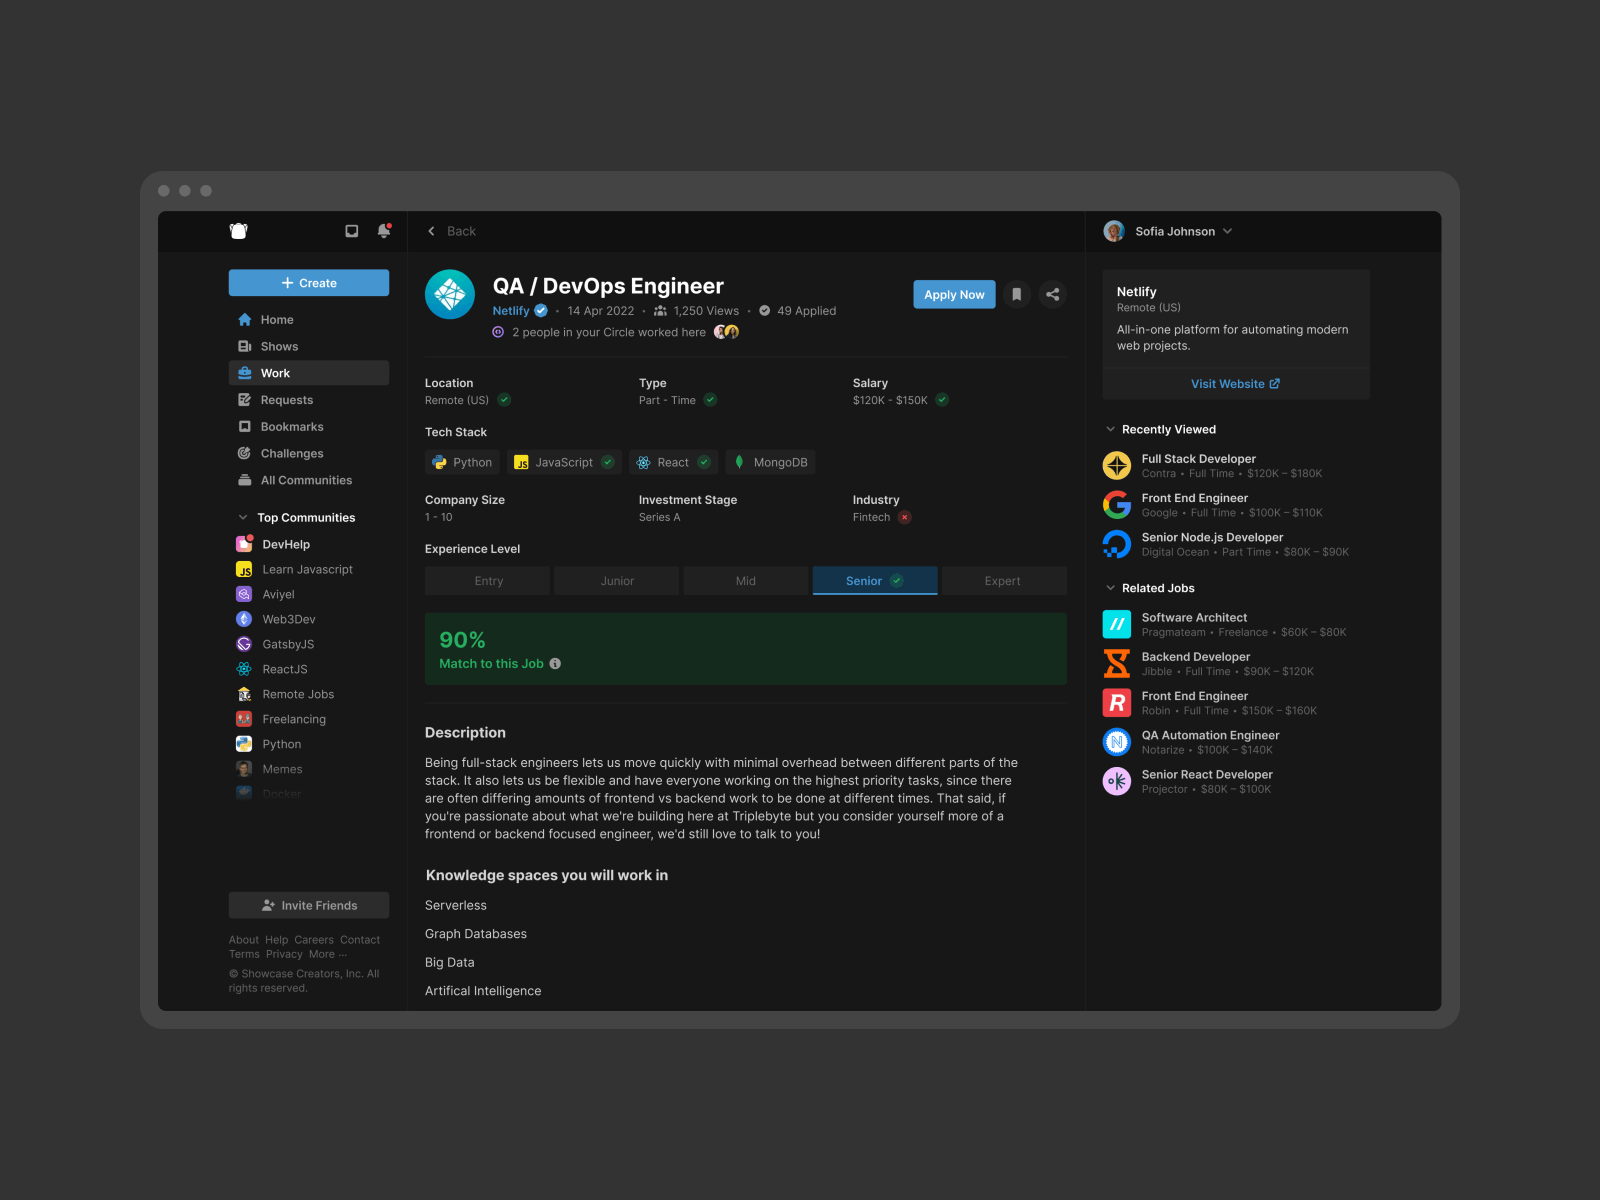 Create
Home
Shows
Work
Requests
Bookmarks
Challenges
All Communities
Top Communities
DevHelp
Learn Javascript
Aviyel
Web3Dev
GatsbyJS
ReactJS
Remote Jobs
Freelancing
Python
Memes
Docker
Invite Friends
About Help Careers Contact
Terms Privacy More ···
© Showcase Creators, Inc. All
rights reserved.
Back
QA / DevOps Engineer
Netlify • 14 Apr 2022 • 1,250 Views • 49 Applied
2 people in your Circle worked here
Apply Now
Location
Remote (US)
Type
Part - Time
Salary
$120K - $150K
Tech Stack
Python
JS JavaScript
React
MongoDB
Company Size
1 - 10
Investment Stage
Series A
Industry
Fintech
Experience Level
Entry
Junior
Mid
Senior
Expert
90%
Match to this Job
Description
Being full-stack engineers lets us move quickly with minimal overhead between different parts of the
stack. It also lets us be flexible and have everyone working on the highest priority tasks, since there
are often differing amounts of frontend vs backend work to be done at different times. That said, if
you're passionate about what we're building here at Triplebyte but you consider yourself more of a
frontend or backend focused engineer, we'd still love to talk to you!
Knowledge spaces you will work in
Serverless
Graph Databases
Big Data
Artifical Intelligence
Sofia Johnson
Netlify
Remote (US)
All-in-one platform for automating modern
web projects.
Visit Website
Recently Viewed
Full Stack Developer
Contra • Full Time • $120K – $180K
Front End Engineer
Google • Full Time • $100K – $110K
Senior Node.js Developer
Digital Ocean • Part Time • $80K – $90K
Related Jobs
Software Architect
Pragmateam • Freelance • $60K – $80K
Backend Developer
Jibble • Full Time • $90K – $120K
Front End Engineer
Robin • Full Time • $150K – $160K
QA Automation Engineer
Notarize • $100K – $140K
Senior React Developer
Projector • $80K – $100K